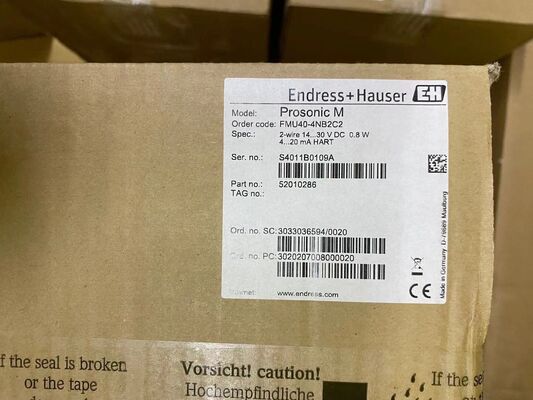 Endress+Hauser EH
Model: Prosonic M
Order code: FMU40-4NB2C2
Spec.: 2-wire 14...30 V DC 0.8 W
4...20 mA HART
Ser. no.: S4011B0109A
Part no.: 52010286
TAG no.:
Ord. no. SC: 3033036594/0020
Ord. no. PC: 3020207008000020
Internet: www.endress.com
CE
Made in Germany D-79689 Maulburg
if the seal is broken
or the tape
Vorsicht! caution!
Hochempfindliche
If the